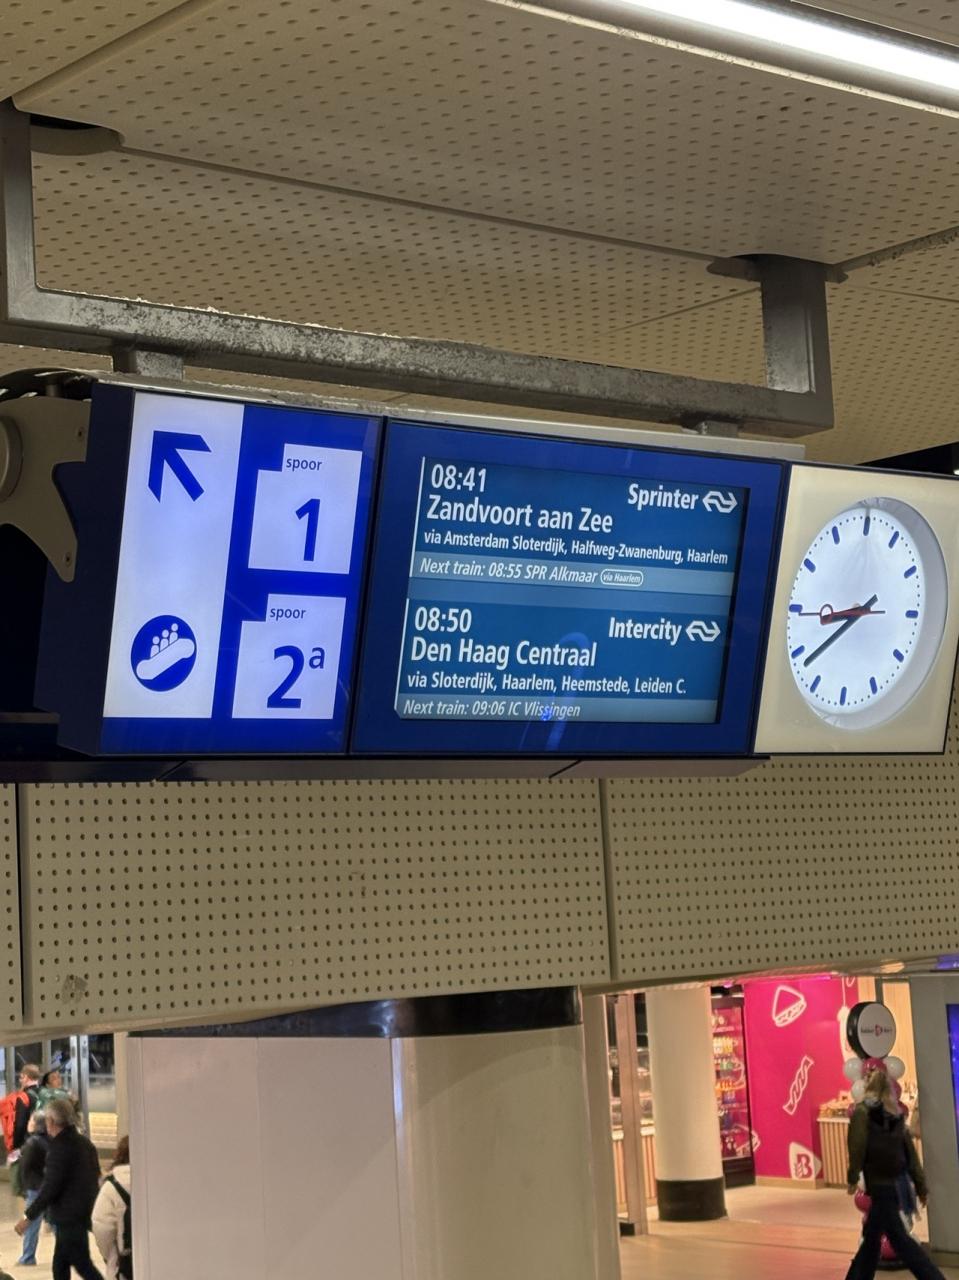 spoor
1
spoor
2a
08:41
Sprinter
Zandvoort aan Zee
via Amsterdam Sloterdijk, Halfweg-Zwanenburg, Haarlem
Next train: 08:55 SPR Alkmaar via Haarlem
08:50
Intercity
Den Haag Centraal
via Sloterdijk, Haarlem, Heemstede, Leiden C.
Next train: 09:06 IC Vlissingen
B